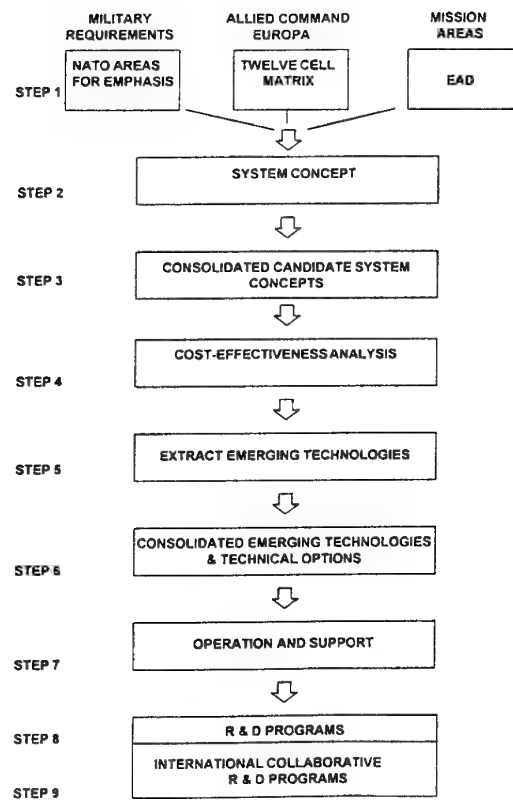 MILITARY
REQUIREMENTS
ALLIED COMMAND
EUROPA
MISSION
AREAS
STEP 1
NATO AREAS
FOR EMPHASIS
TWELVE CELL
MATRIX
EAD
STEP 2
SYSTEM CONCEPT
STEP 3
CONSOLIDATED CANDIDATE SYSTEM
CONCEPTS
STEP 4
COST-EFFECTIVENESS ANALYSIS
STEP 5
EXTRACT EMERGING TECHNOLOGIES
STEP 6
CONSOLIDATED EMERGING TECHNOLOGIES
& TECHNICAL OPTIONS
STEP 7
OPERATION AND SUPPORT
STEP 8
R & D PROGRAMS
STEP 9
INTERNATIONAL COLLABORATIVE
R & D PROGRAMS